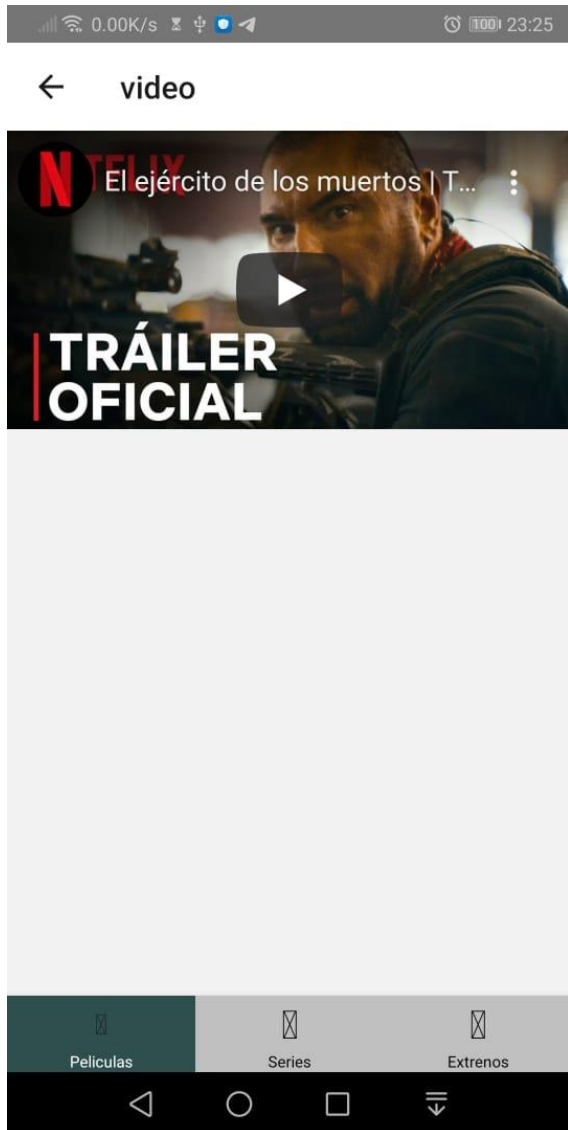 0.00K/s 100 23:25
video
NETFLIX
El ejército de los muertos | T...
TRÁILER
OFICIAL
Peliculas Series Extrenos